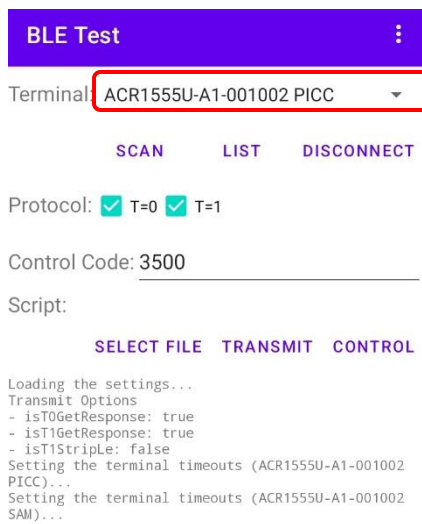 BLE Test
Terminal: ACR1555U-A1-001002 PICC
SCAN LIST DISCONNECT
Protocol: T=0 T=1
Control Code: 3500
Script:
SELECT FILE TRANSMIT CONTROL
Loading the settings...
Transmit Options
- isT0GetResponse: true
- isT1GetResponse: true
- isT1StripLe: false
Setting the terminal timeouts (ACR1555U-A1-001002
PICC)...
Setting the terminal timeouts (ACR1555U-A1-001002
SAM)...